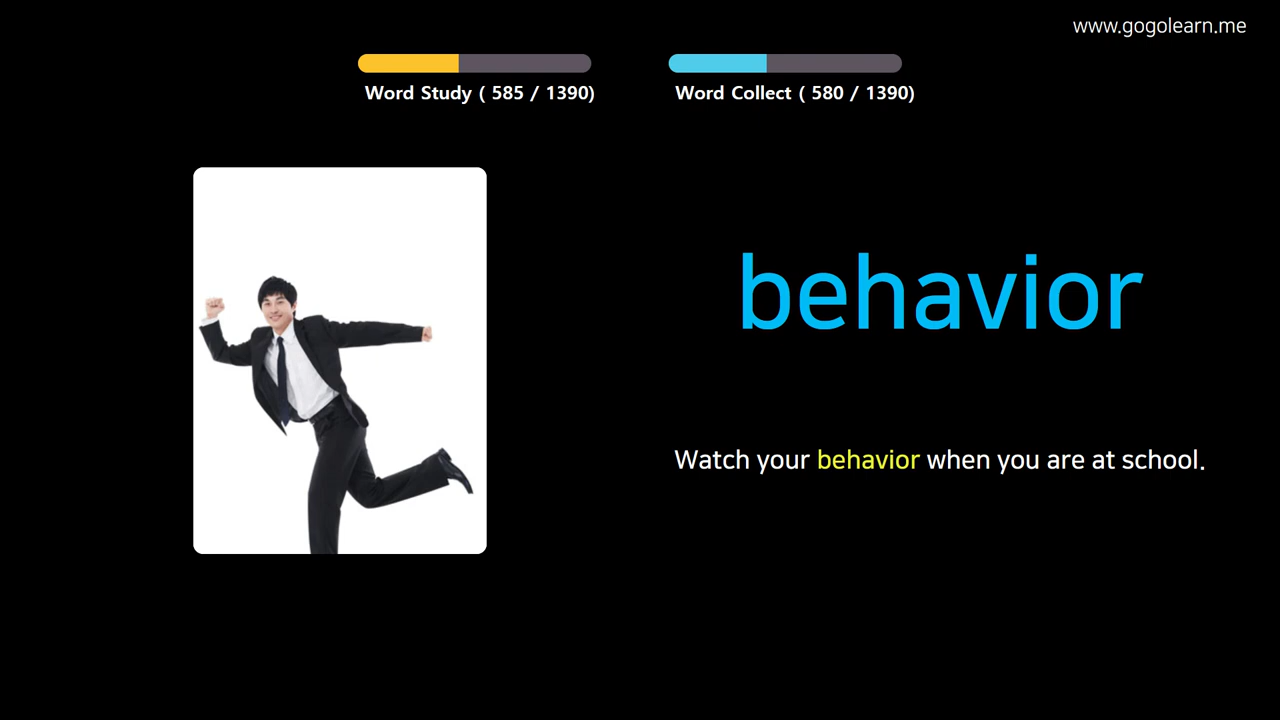 www.gogolearn.me
Word Study ( 585 / 1390)
Word Collect ( 580 / 1390)
behavior
Watch your behavior when you are at school.